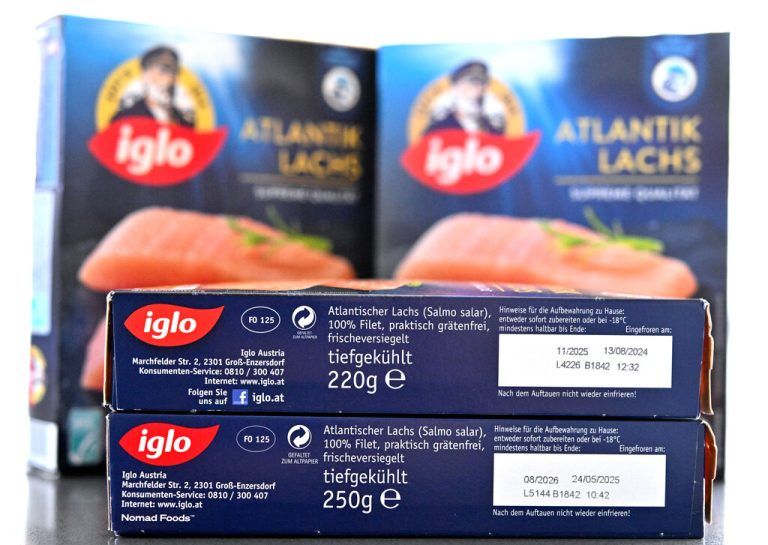 iglo
ATLANTIK
LACHS
SUPREME QUALITÄT
iglo
ATLANTIK
LACHS
SUPREME QUALITÄT
iglo
Iglo Austria
Marchfelder Str. 2, 2301 Groß-Enzersdorf
Konsumenten-Service: 0810 / 300 407
Internet: www.iglo.at
Folgen Sie
uns auf f iglo.at
FO 125
GEFALTET
ZUM ALTPAPIER
Atlantischer Lachs (Salmo salar),
100% Filet, praktisch grätenfrei,
frischeversiegelt
tiefgekühlt
220g ℮
Hinweise für die Aufbewahrung zu Hause:
entweder sofort zubereiten oder bei -18°C
mindestens haltbar bis Ende: Eingefroren am:
11/2025 13/08/2024
L4226 B1842 12:32
Nach dem Auftauen nicht wieder einfrieren!
iglo
Iglo Austria
Marchfelder Str. 2, 2301 Groß-Enzersdorf
Konsumenten-Service: 0810 / 300 407
Internet: www.iglo.at
Nomad Foods™
FO 125
GEFALTET
ZUM ALTPAPIER
Atlantischer Lachs (Salmo salar),
100% Filet, praktisch grätenfrei,
frischeversiegelt
tiefgekühlt
250g ℮
Hinweise für die Aufbewahrung zu Hause:
entweder sofort zubereiten oder bei -18°C
mindestens haltbar bis Ende: Eingefroren am:
08/2026 24/05/2025
L5144 B1842 10:42
Nach dem Auftauen nicht wieder einfrieren!